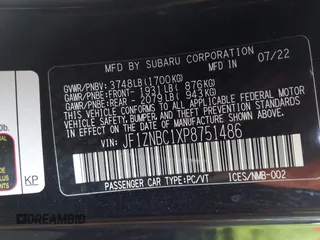 MFD BY SUBARU CORPORATION 07/22
GVWR/PNBV: 3748LB(1700KG)
GAWR/PNBE:FRONT- 1931LB( 876KG)
GAWR/PNBE:REAR - 2079LB( 943KG)
THIS VEHICLE CONFORMS TO ALL
APPLICABLE U.S. FEDERAL MOTOR
VEHICLE SAFETY, BUMPER, AND
THEFT PREVENTION STANDARDS IN
EFFECT ON THE DATE OF
MANUFACTURE SHOWN ABOVE.
VIN: JF1ZNBC1XP8751486
PASSENGER CAR TYPE:PC/VT ICES/NMB-002
KP
DREAMBID